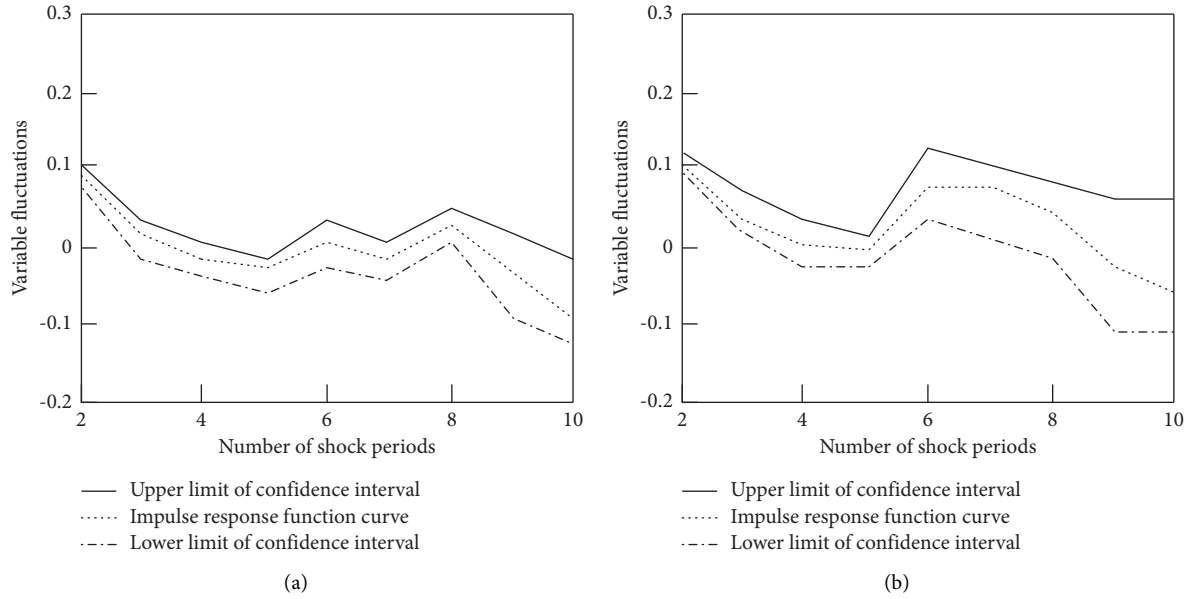 0.3
0.2
0.1
0
-0.1
-0.2
Variable fluctuations
2 4 6 8 10
Number of shock periods
Upper limit of confidence interval
Impulse response function curve
Lower limit of confidence interval
(a)
0.3
0.2
0.1
0
-0.1
-0.2
Variable fluctuations
2 4 6 8 10
Number of shock periods
Upper limit of confidence interval
Impulse response function curve
Lower limit of confidence interval
(b)